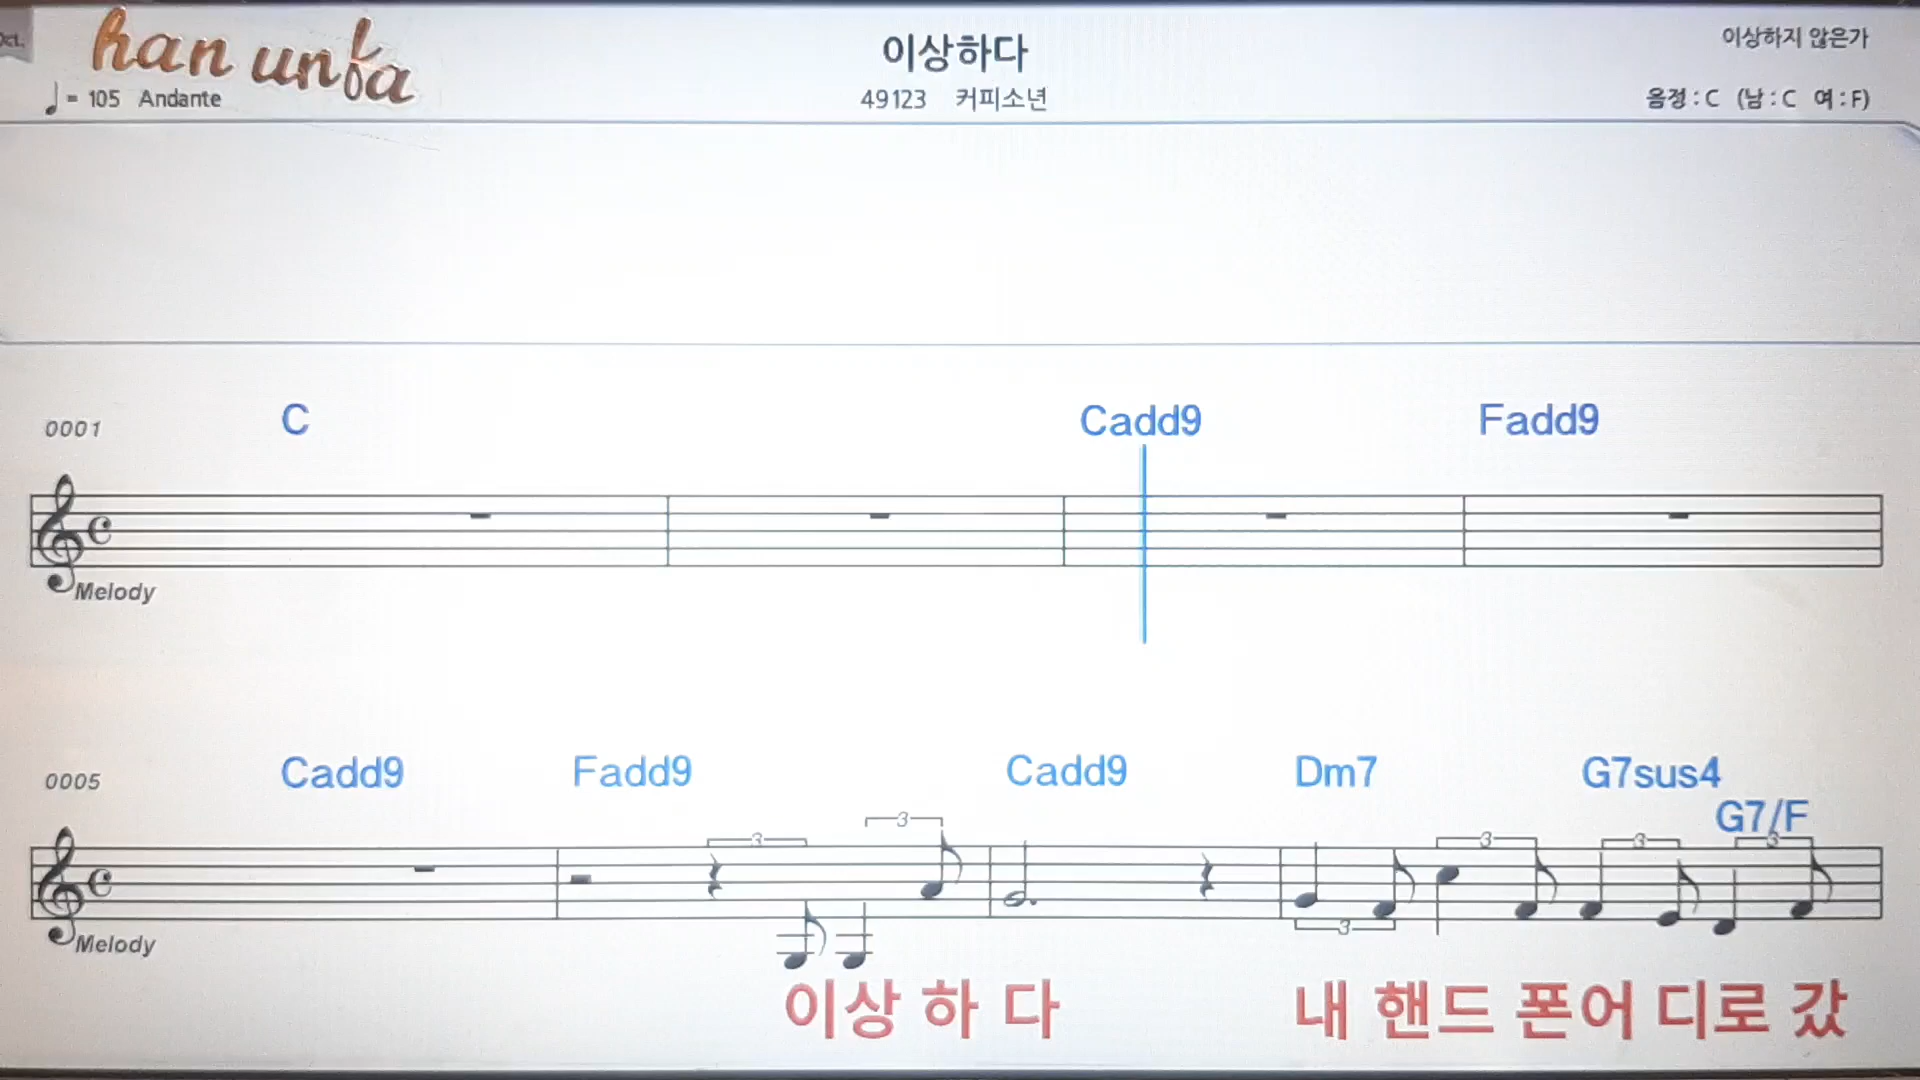 han unfa
이상하다
이상하지 않은가
♩= 105 Andante
49123 커피소년
음정 : C (남 : C 여 : F)
0001 C Cadd9 Fadd9
Melody
0005 Cadd9 Fadd9 Cadd9 Dm7 G7sus4
G7/F
3 3 3 3 3 3
Melody
이상 하 다 내 핸드 폰어 디로 갔